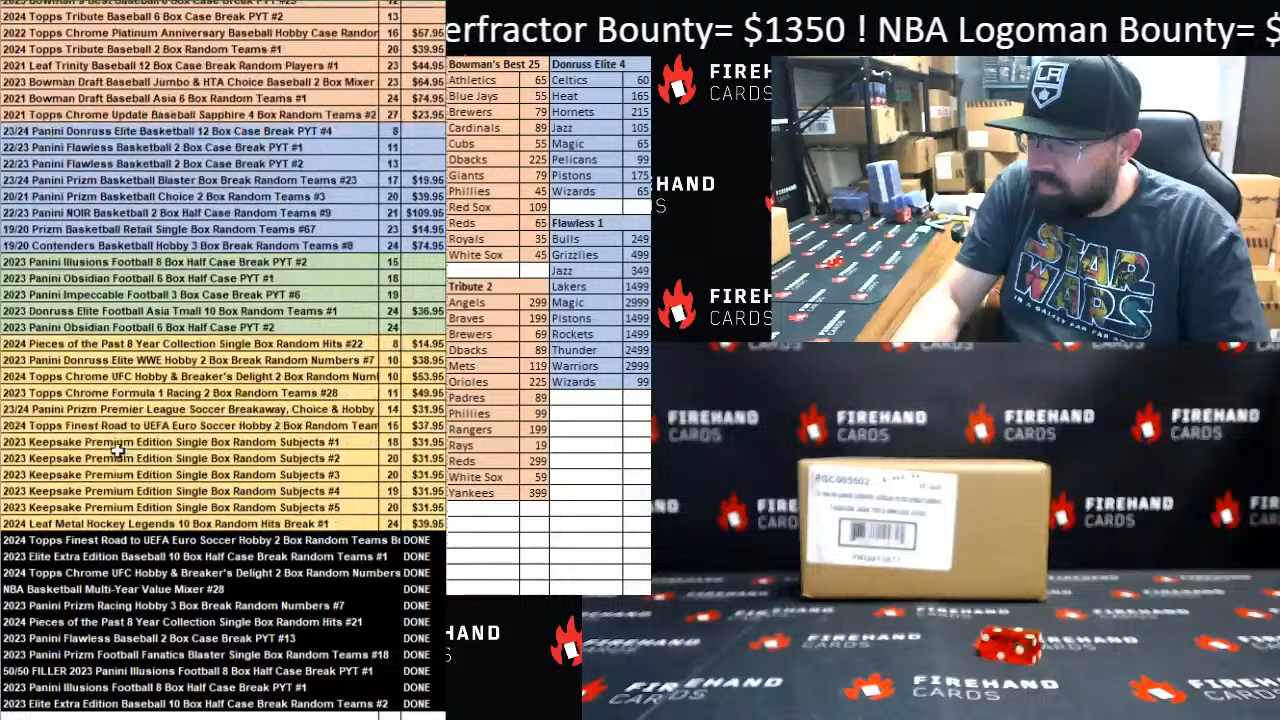 erfractor Bounty= $1350 ! NBA Logoman Bounty= $
2024 Topps Tribute Baseball 6 Box Case Break PYT #2 13
2022 Topps Chrome Platinum Anniversary Baseball Hobby Case Randor 16 $57.95
2024 Topps Tribute Baseball 2 Box Random Teams #1 20 $39.95
2021 Leaf Trinity Baseball 12 Box Case Break Random Players #1 23 $44.95
2023 Bowman Draft Baseball Jumbo & HTA Choice Baseball 2 Box Mixer 23 $64.95
2021 Bowman Draft Baseball Asia 6 Box Random Teams #1 24 $74.95
2021 Topps Chrome Update Baseball Sapphire 4 Box Random Teams #2 27 $23.95
23/24 Panini Donruss Elite Basketball 12 Box Case Break PYT #4 8
22/23 Panini Flawless Basketball 2 Box Case Break PYT #1 11
22/23 Panini Flawless Basketball 2 Box Case Break PYT #2 13
23/24 Panini Prizm Basketball Blaster Box Break Random Teams #23 17 $19.95
20/21 Panini Prizm Basketball Choice 2 Box Random Teams #3 20 $39.95
22/23 Panini NOIR Basketball 2 Box Half Case Random Teams #9 21 $109.95
19/20 Prizm Basketball Retail Single Box Random Teams #67 23 $14.95
19/20 Contenders Basketball Hobby 3 Box Break Random Teams #8 24 $74.95
2023 Panini Illusions Football 8 Box Half Case Break PYT #2 15
2023 Panini Obsidian Football 6 Box Half Case PYT #1 18
2023 Panini Impeccable Football 3 Box Case Break PYT #6 19
2023 Donruss Elite Football Asia Tmall 10 Box Random Teams #1 24 $36.95
2023 Panini Obsidian Football 6 Box Half Case PYT #2 24
2024 Pieces of the Past 8 Year Collection Single Box Random Hits #22 8 $14.95
2023 Panini Donruss Elite WWE Hobby 2 Box Break Random Numbers #7 10 $38.95
2024 Topps Chrome UFC Hobby & Breaker's Delight 2 Box Random Numl 10 $53.95
2023 Topps Chrome Formula 1 Racing 2 Box Random Teams #28 11 $49.95
23/24 Panini Prizm Premier League Soccer Breakaway, Choice & Hobby 14 $31.95
2024 Topps Finest Road to UEFA Euro Soccer Hobby 2 Box Random Team 15 $37.95
2023 Keepsake Premium Edition Single Box Random Subjects #1 18 $31.95
2023 Keepsake Premium Edition Single Box Random Subjects #2 20 $31.95
2023 Keepsake Premium Edition Single Box Random Subjects #3 20 $31.95
2023 Keepsake Premium Edition Single Box Random Subjects #4 19 $31.95
2023 Keepsake Premium Edition Single Box Random Subjects #5 20 $31.95
2024 Leaf Metal Hockey Legends 10 Box Random Hits Break #1 24 $39.95
2024 Topps Finest Road to UEFA Euro Soccer Hobby 2 Box Random Teams Br DONE
2023 Elite Extra Edition Baseball 10 Box Half Case Break Random Teams #1 DONE
2024 Topps Chrome UFC Hobby & Breaker's Delight 2 Box Random Numbers DONE
NBA Basketball Multi-Year Value Mixer #28 DONE
2023 Panini Prizm Racing Hobby 3 Box Break Random Numbers #7 DONE
2024 Pieces of the Past 8 Year Collection Single Box Random Hits #21 DONE
2023 Panini Flawless Baseball 2 Box Case Break PYT #13 DONE
2023 Panini Prizm Football Fanatics Blaster Single Box Random Teams #18 DONE
50/50 FILLER 2023 Panini Illusions Football 8 Box Half Case Break PYT #1 DONE
2023 Panini Illusions Football 8 Box Half Case Break PYT #1 DONE
2023 Elite Extra Edition Baseball 10 Box Half Case Break Random Teams #2 DONE
Bowman's Best 25
Athletics 65
Blue Jays 55
Brewers 79
Cardinals 89
Cubs 55
Dbacks 225
Giants 79
Phillies 45
Red Sox 109
Reds 65
Royals 35
White Sox 45
Tribute 2
Angels 299
Braves 199
Brewers 69
Dbacks 89
Mets 119
Orioles 225
Padres 89
Phillies 99
Rangers 199
Rays 19
Reds 299
White Sox 59
Yankees 399
Donruss Elite 4
Celtics 60
Heat 165
Hornets 215
Jazz 105
Magic 65
Pelicans 99
Pistons 175
Wizards 65
Flawless 1
Bulls 249
Grizzlies 499
Jazz 349
Lakers 1499
Magic 2999
Pistons 1499
Rockets 1499
Thunder 2499
Warriors 2999
Wizards 99
FIREH
CARDS
HAND
S
FIREH
CARDS
HAND
S
LA
STAR
WARS
IN A GALAXY FAR FAR
FIREHAND
CARDS
FIREHAND
CARDS
FIREHAND
CARDS
FIREHAND
CARDS